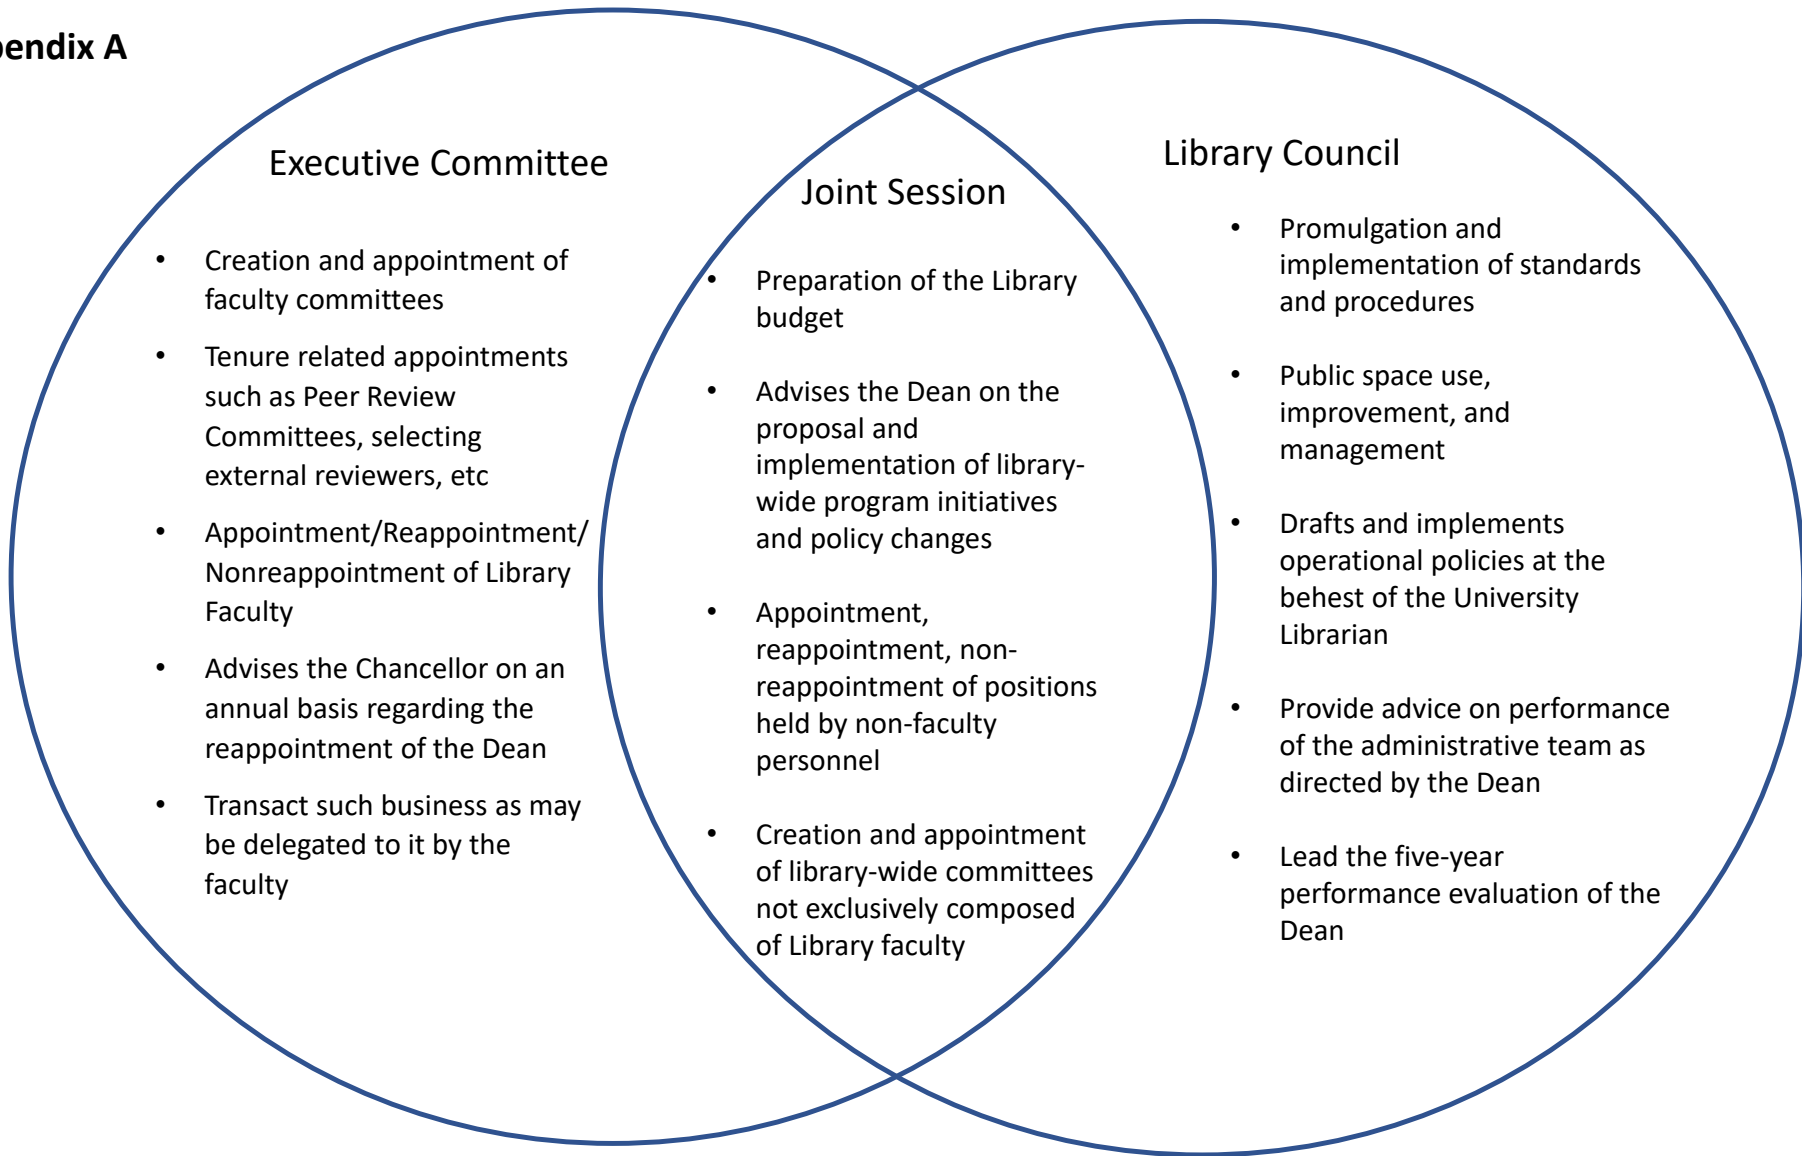 pendix A
Executive Committee
• Creation and appointment of
faculty committees
• Tenure related appointments
such as Peer Review
Committees, selecting
external reviewers, etc
• Appointment/Reappointment/
Nonreappointment of Library
Faculty
• Advises the Chancellor on an
annual basis regarding the
reappointment of the Dean
• Transact such business as may
be delegated to it by the
faculty
Joint Session
• Preparation of the Library
budget
• Advises the Dean on the
proposal and
implementation of library-
wide program initiatives
and policy changes
• Appointment,
reappointment, non-
reappointment of positions
held by non-faculty
personnel
• Creation and appointment
of library-wide committees
not exclusively composed
of Library faculty
Library Council
• Promulgation and
implementation of standards
and procedures
• Public space use,
improvement, and
management
• Drafts and implements
operational policies at the
behest of the University
Librarian
• Provide advice on performance
of the administrative team as
directed by the Dean
• Lead the five-year
performance evaluation of the
Dean